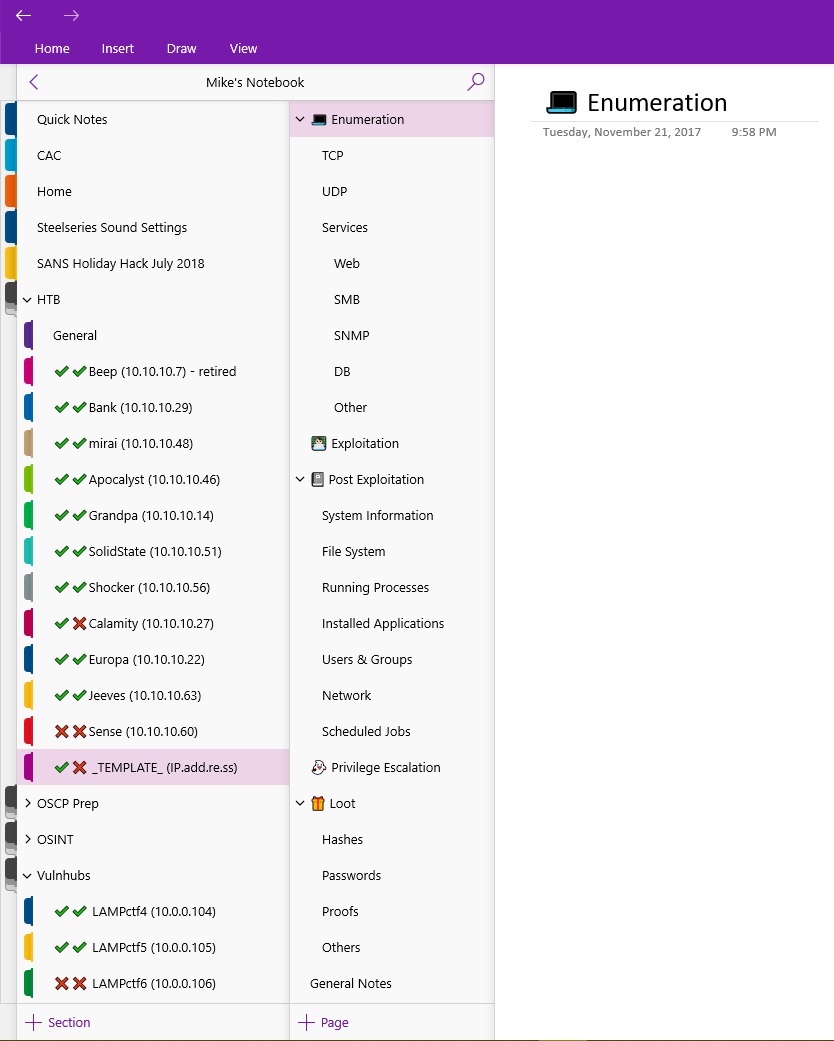 Home Insert Draw View
Mike's Notebook
Quick Notes
CAC
Home
Steelseries Sound Settings
SANS Holiday Hack July 2018
HTB
General
Beep (10.10.10.7) - retired
Bank (10.10.10.29)
mirai (10.10.10.48)
Apocalyst (10.10.10.46)
Grandpa (10.10.10.14)
SolidState (10.10.10.51)
Shocker (10.10.10.56)
Calamity (10.10.10.27)
Europa (10.10.10.22)
Jeeves (10.10.10.63)
Sense (10.10.10.60)
_TEMPLATE_ (IP.add.re.ss)
OSCP Prep
OSINT
Vulnhubs
LAMPctf4 (10.0.0.104)
LAMPctf5 (10.0.0.105)
LAMPctf6 (10.0.0.106)
Section
Enumeration
TCP
UDP
Services
Web
SMB
SNMP
DB
Other
Exploitation
Post Exploitation
System Information
File System
Running Processes
Installed Applications
Users & Groups
Network
Scheduled Jobs
Privilege Escalation
Loot
Hashes
Passwords
Proofs
Others
General Notes
Page
Enumeration
Tuesday, November 21, 2017 9:58 PM